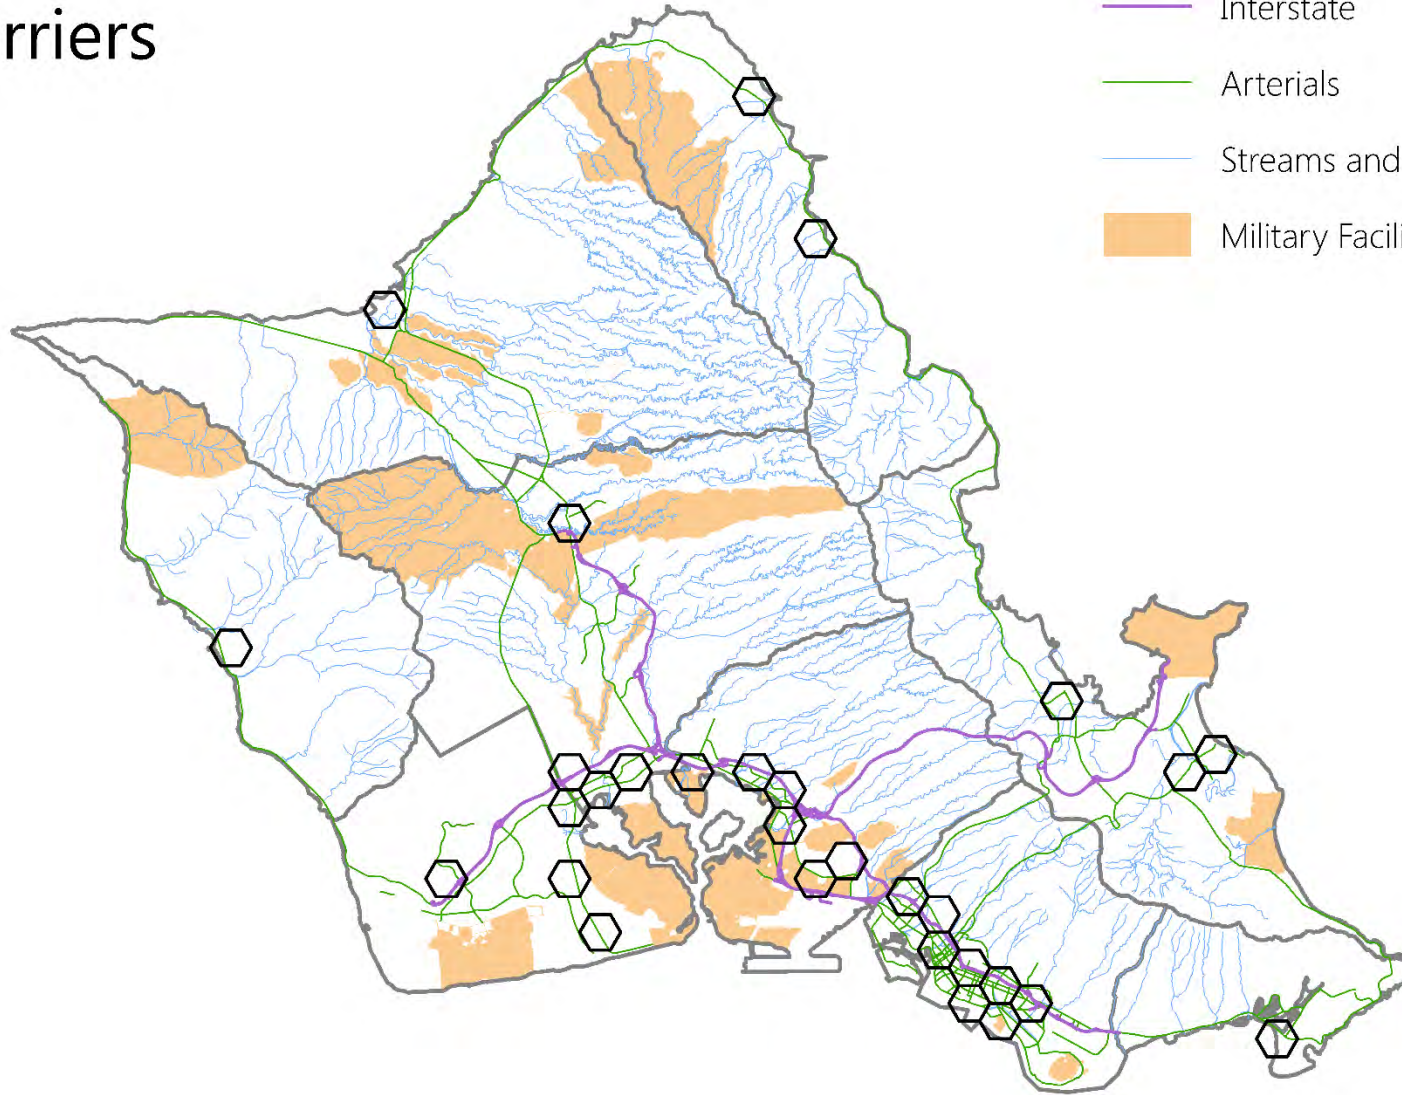 rriers
Interstate
Arterials
Streams and
Military Facili